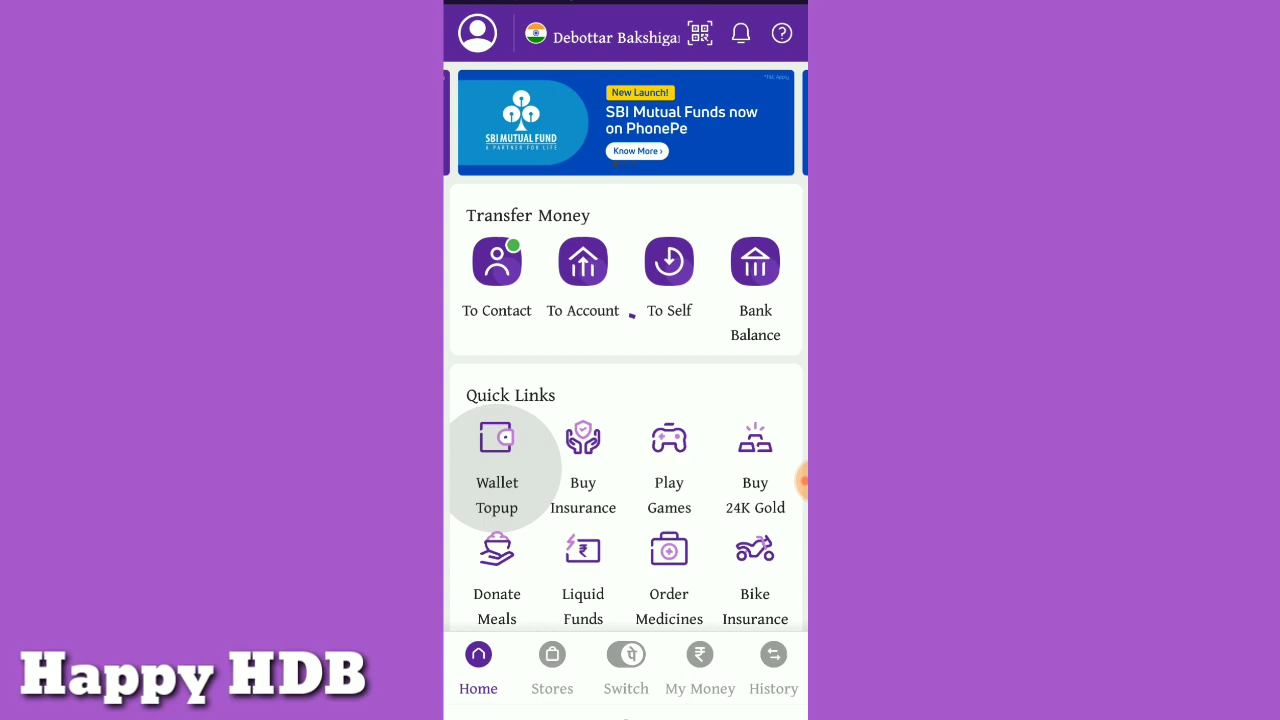 Debottar Bakshiga
*T&C Apply
New Launch!
SBI Mutual Funds now
on PhonePe
Know More ›
SBI MUTUAL FUND
A PARTNER FOR LIFE
Transfer Money
To Contact To Account To Self Bank
Balance
Quick Links
Wallet Buy Play Buy
Topup Insurance Games 24K Gold
₹
Donate Liquid Order Bike
Meals Funds Medicines Insurance
पे ₹
Home Stores Switch My Money History
Happy HDB